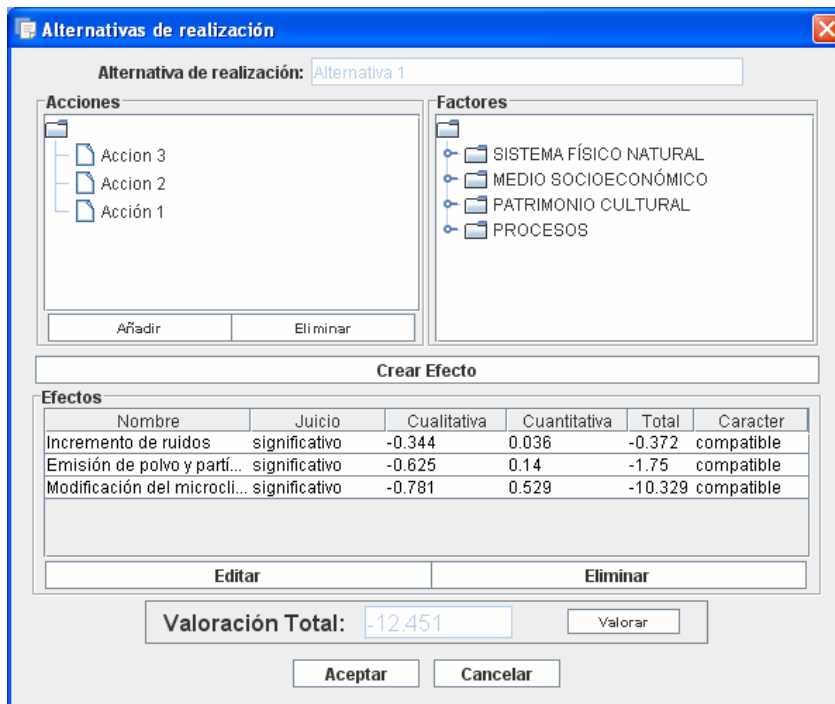 Alternativas de realización
Alternativa de realización: Alternativa 1
Acciones
Accion 3
Accion 2
Acción 1
Añadir Eliminar
Factores
SISTEMA FÍSICO NATURAL
MEDIO SOCIOECONÓMICO
PATRIMONIO CULTURAL
PROCESOS
Crear Efecto
Efectos
Nombre Juicio Cualitativa Cuantitativa Total Caracter
Incremento de ruidos significativo -0.344 0.036 -0.372 compatible
Emisión de polvo y partí... significativo -0.625 0.14 -1.75 compatible
Modificación del microcli... significativo -0.781 0.529 -10.329 compatible
Editar Eliminar
Valoración Total: -12.451 Valorar
Aceptar Cancelar